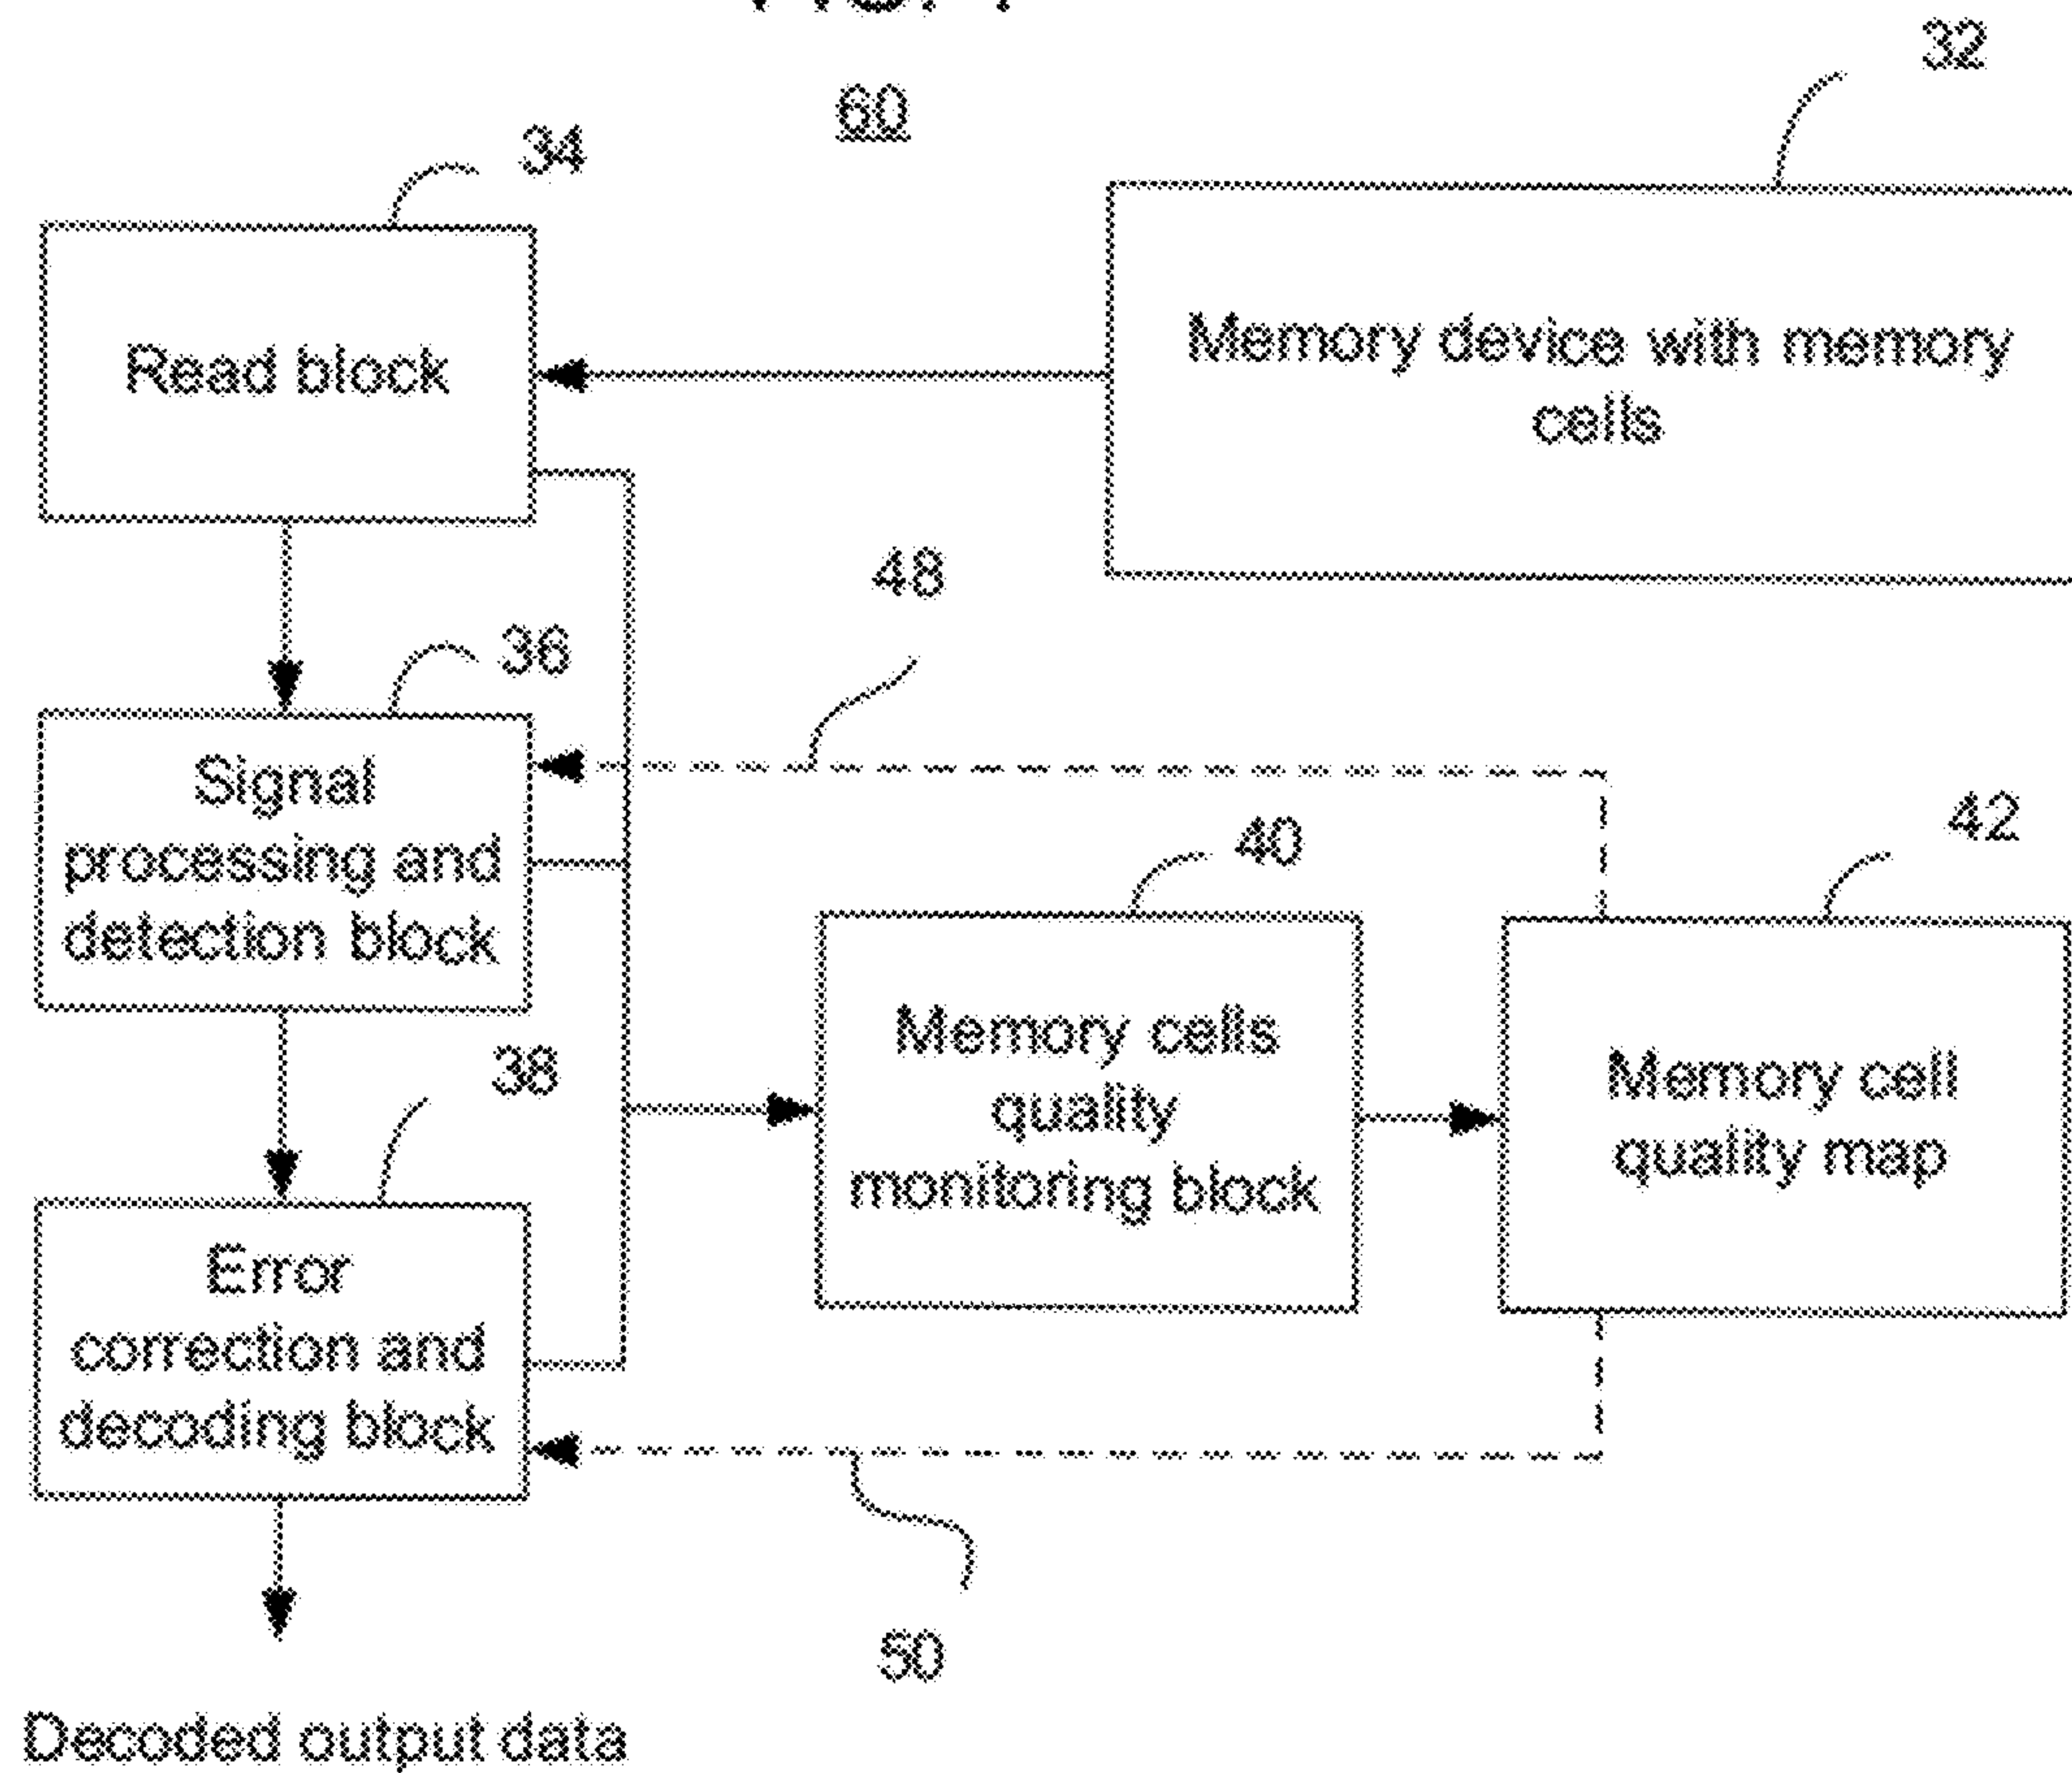 60
32
34
Read block
Memory device with memory
cells
48
36
Signal
processing and
detection block
40
42
Memory cells
quality
monitoring block
Memory cell
quality map
38
Error
correction and
decoding block
50
Decoded output data